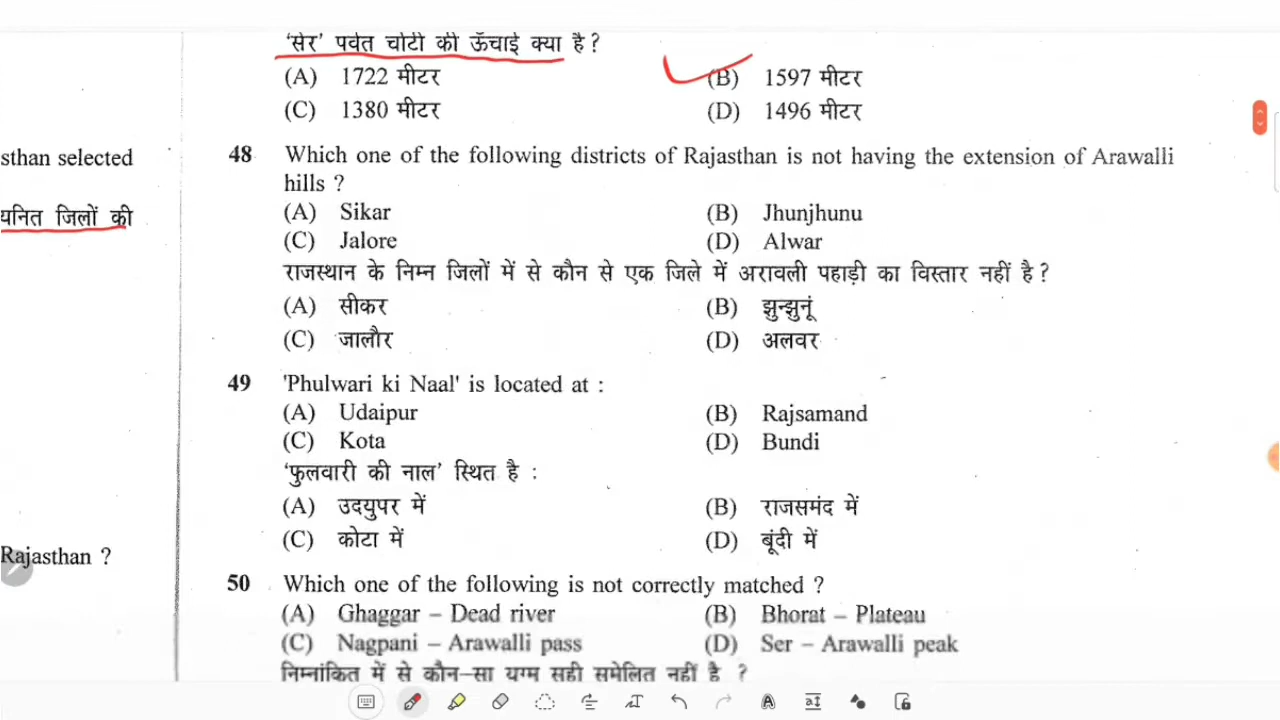 'सेर' पर्वत चोटी की ऊँचाई क्या है ?
(A) 1722 मीटर (B) 1597 मीटर
(C) 1380 मीटर (D) 1496 मीटर
sthan selected
यनित जिलों की
Rajasthan ?
48 Which one of the following districts of Rajasthan is not having the extension of Arawalli
hills ?
(A) Sikar (B) Jhunjhunu
(C) Jalore (D) Alwar
राजस्थान के निम्न जिलों में से कौन से एक जिले में अरावली पहाड़ी का विस्तार नहीं है ?
(A) सीकर (B) झुन्झुनूं
(C) जालौर (D) अलवर
49 'Phulwari ki Naal' is located at :
(A) Udaipur (B) Rajsamand
(C) Kota (D) Bundi
'फुलवारी की नाल' स्थित है :
(A) उदयुपर में (B) राजसमंद में
(C) कोटा में (D) बूंदी में
50 Which one of the following is not correctly matched ?
(A) Ghaggar – Dead river (B) Bhorat – Plateau
(C) Nagpani – Arawalli pass (D) Ser – Arawalli peak
निम्नांकित में से कौन-सा युग्म सही सुमेलित नहीं है ?